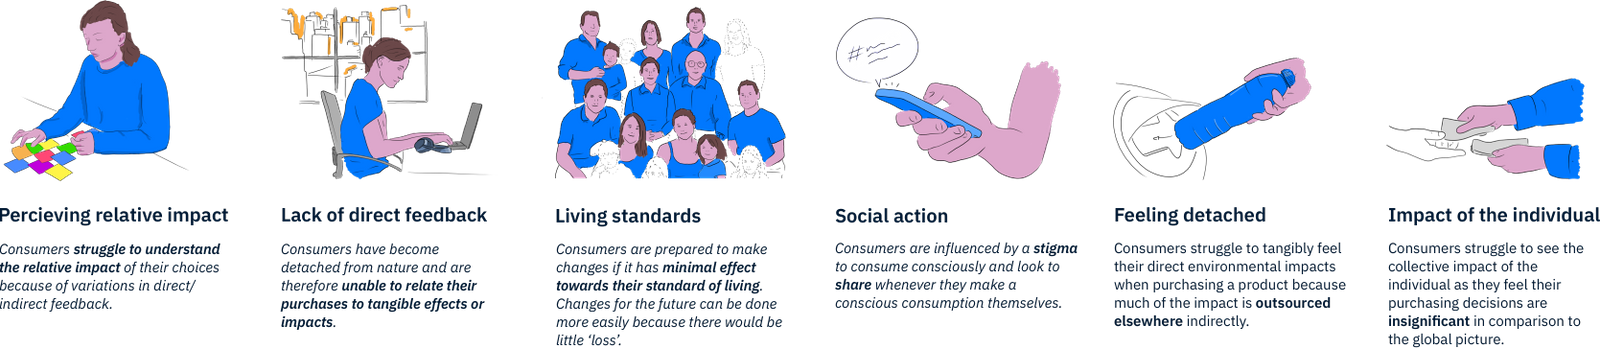 Percieving relative impact
Consumers struggle to understand
the relative impact of their choices
because of variations in direct/
indirect feedback.
Lack of direct feedback
Consumers have become
detached from nature and are
therefore unable to relate their
purchases to tangible effects or
impacts.
Living standards
Consumers are prepared to make
changes if it has minimal effect
towards their standard of living.
Changes for the future can be done
more easily because there would be
little ‘loss’.
Social action
Consumers are influenced by a stigma
to consume consciously and look to
share whenever they make a
conscious consumption themselves.
Feeling detached
Consumers struggle to tangibly feel
their direct environmental impacts
when purchasing a product because
much of the impact is outsourced
elsewhere indirectly.
Impact of the individual
Consumers struggle to see the
collective impact of the
individual as they feel their
purchasing decisions are
insignificant in comparison to
the global picture.